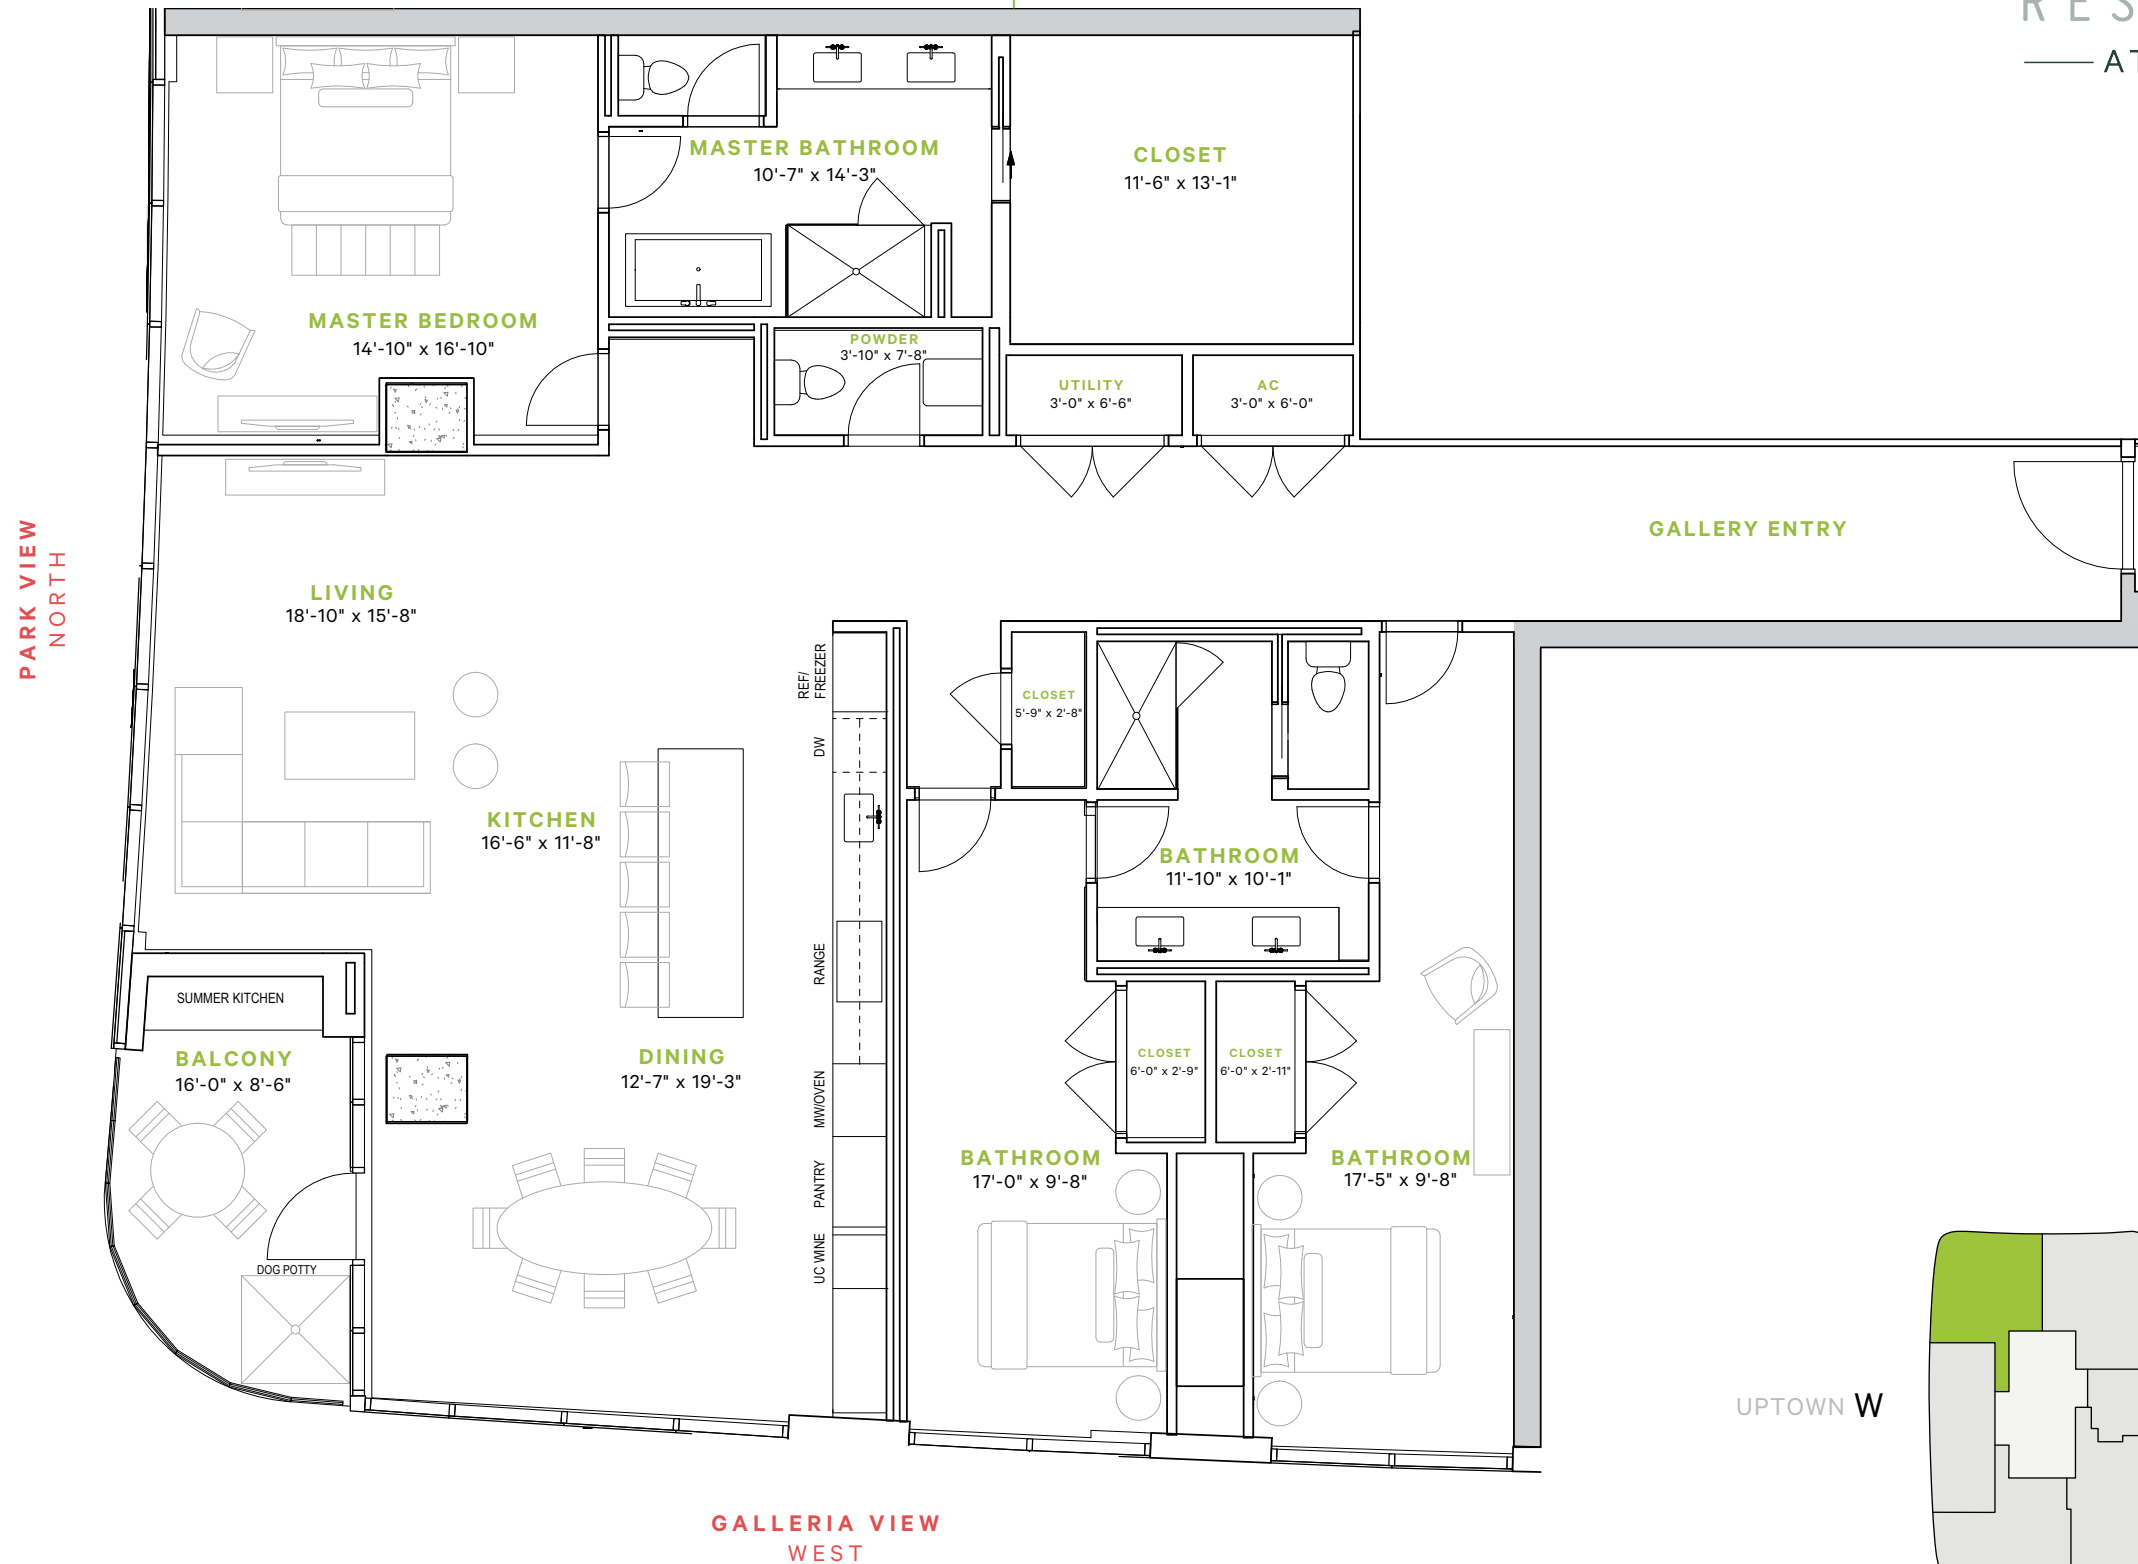 RES
AT
MASTER BATHROOM
10'-7" x 14'-3"
CLOSET
11'-6" x 13'-1"
MASTER BEDROOM
14'-10" x 16'-10"
POWDER
3'-10" x 7'-8"
UTILITY
3'-0" x 6'-6"
AC
3'-0" x 6'-0"
GALLERY ENTRY
PARK VIEW
NORTH
LIVING
18'-10" x 15'-8"
REF/
FREEZER
CLOSET
5'-9" x 2'-8"
DW
KITCHEN
16'-6" x 11'-8"
BATHROOM
11'-10" x 10'-1"
RANGE
SUMMER KITCHEN
BALCONY
16'-0" x 8'-6"
DINING
12'-7" x 19'-3"
CLOSET
6'-0" x 2'-9"
CLOSET
6'-0" x 2'-11"
MW/OVEN
BATHROOM
17'-0" x 9'-8"
BATHROOM
17'-5" x 9'-8"
PANTRY
UC WINE
DOG POTTY
UPTOWN W
GALLERIA VIEW
WEST